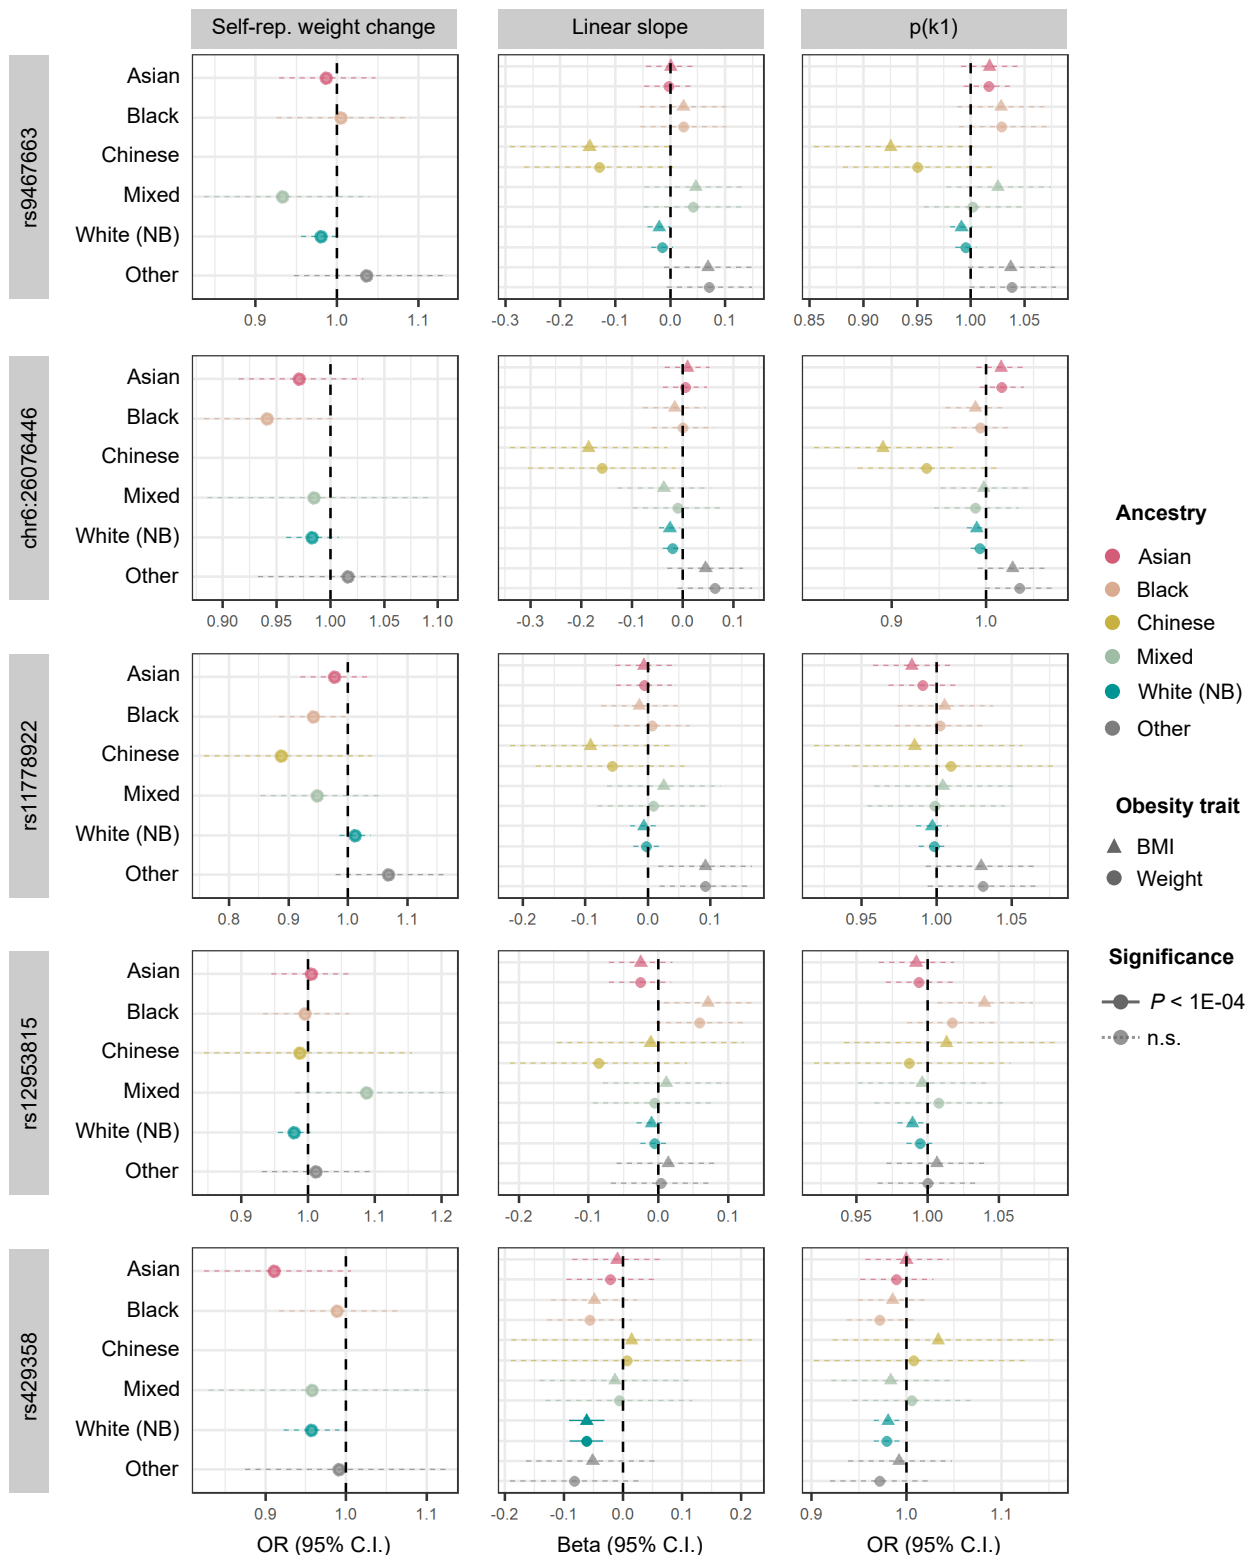 Self-rep. weight change
Linear slope
p(k1)
rs9467663
Asian
Black
Chinese
Mixed
White (NB)
Other
0.9 1.0 1.1
-0.3 -0.1 0.0 0.1
0.85 0.90 0.95 1.00 1.05
chr6:26076446
Asian
Black
Chinese
Mixed
White (NB)
Other
0.90 0.95 1.00 1.05 1.10
-0.3 -0.2 -0.1 0.0 0.1
0.9 1.0
rs11778922
Asian
Black
Chinese
Mixed
White (NB)
Other
0.8 0.9 1.0 1.1
-0.2 -0.1 0.0 0.1
0.95 1.00 1.05
rs12953815
Asian
Black
Chinese
Mixed
White (NB)
Other
0.9 1.0 1.1 1.2
-0.2 -0.1 0.0 0.1
0.95 1.00 1.05
rs429358
Asian
Black
Chinese
Mixed
White (NB)
Other
0.9 1.0 1.1
-0.2 -0.1 0.0 0.1 0.2
0.9 1.0 1.1
OR (95% C.I.)
Beta (95% C.I.)
OR (95% C.I.)
Ancestry
Asian
Black
Chinese
Mixed
White (NB)
Other
Obesity trait
BMI
Weight
Significance
P < 1E-04
n.s.